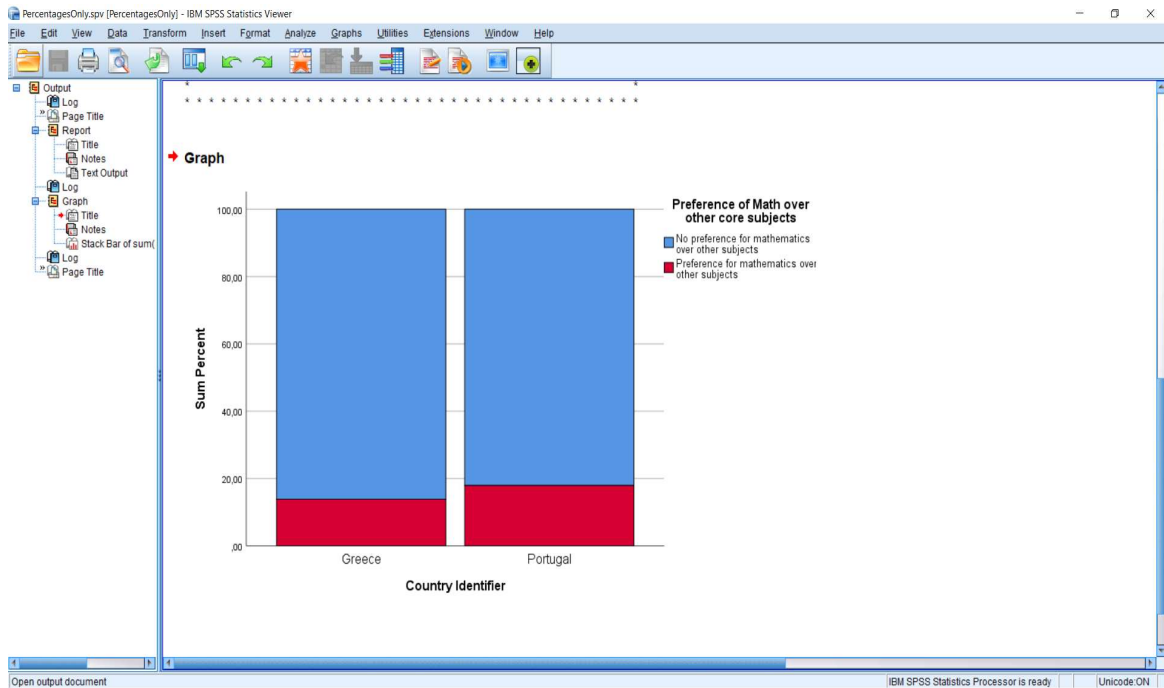 PercentagesOnly.spv [PercentagesOnly] - IBM SPSS Statistics Viewer
File Edit View Data Transform Insert Format Analyze Graphs Utilities Extensions Window Help
Output
Log
Page Title
Report
Title
Notes
Text Output
Log
Graph
Title
Notes
Stack Bar of sum(
Log
Page Title
* *
* * * * * * * * * * * * * * * * * * * * * * * * * * * * * * * * * * * * *
Graph
Preference of Math over
other core subjects
No preference for mathematics
over other subjects
Preference for mathematics over
other subjects
Sum Percent
100,00
80,00
60,00
40,00
20,00
,00
Greece Portugal
Country Identifier
Open output document
IBM SPSS Statistics Processor is ready
Unicode:ON